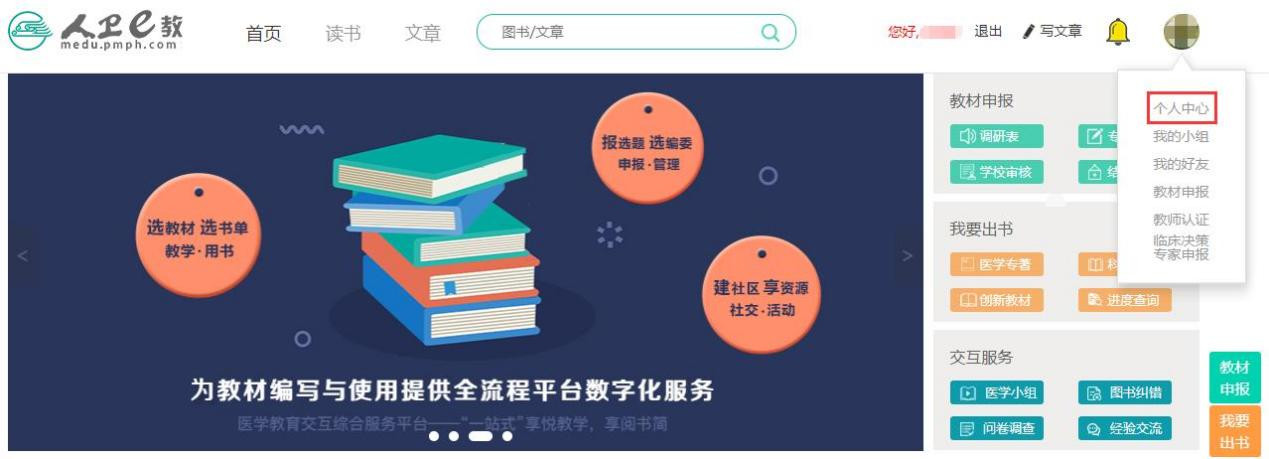 人卫e教
medu.pmph.com
首页
读书
文章
图书/文章
您好,
退出
写文章
个人中心
我的小组
我的好友
教材申报
教师认证
临床决策
专家申报
选教材 选书单
教学·用书
报选题 选编委
申报·管理
建社区 享资源
社交·活动
为教材编写与使用提供全流程平台数字化服务
医学教育交互综合服务平台——“一站式”享悦教学，享阅书简
教材申报
调研表
学校审核
我要出书
医学专著
创新教材
进度查询
交互服务
医学小组
图书纠错
问卷调查
经验交流
教材
申报
我要
出书